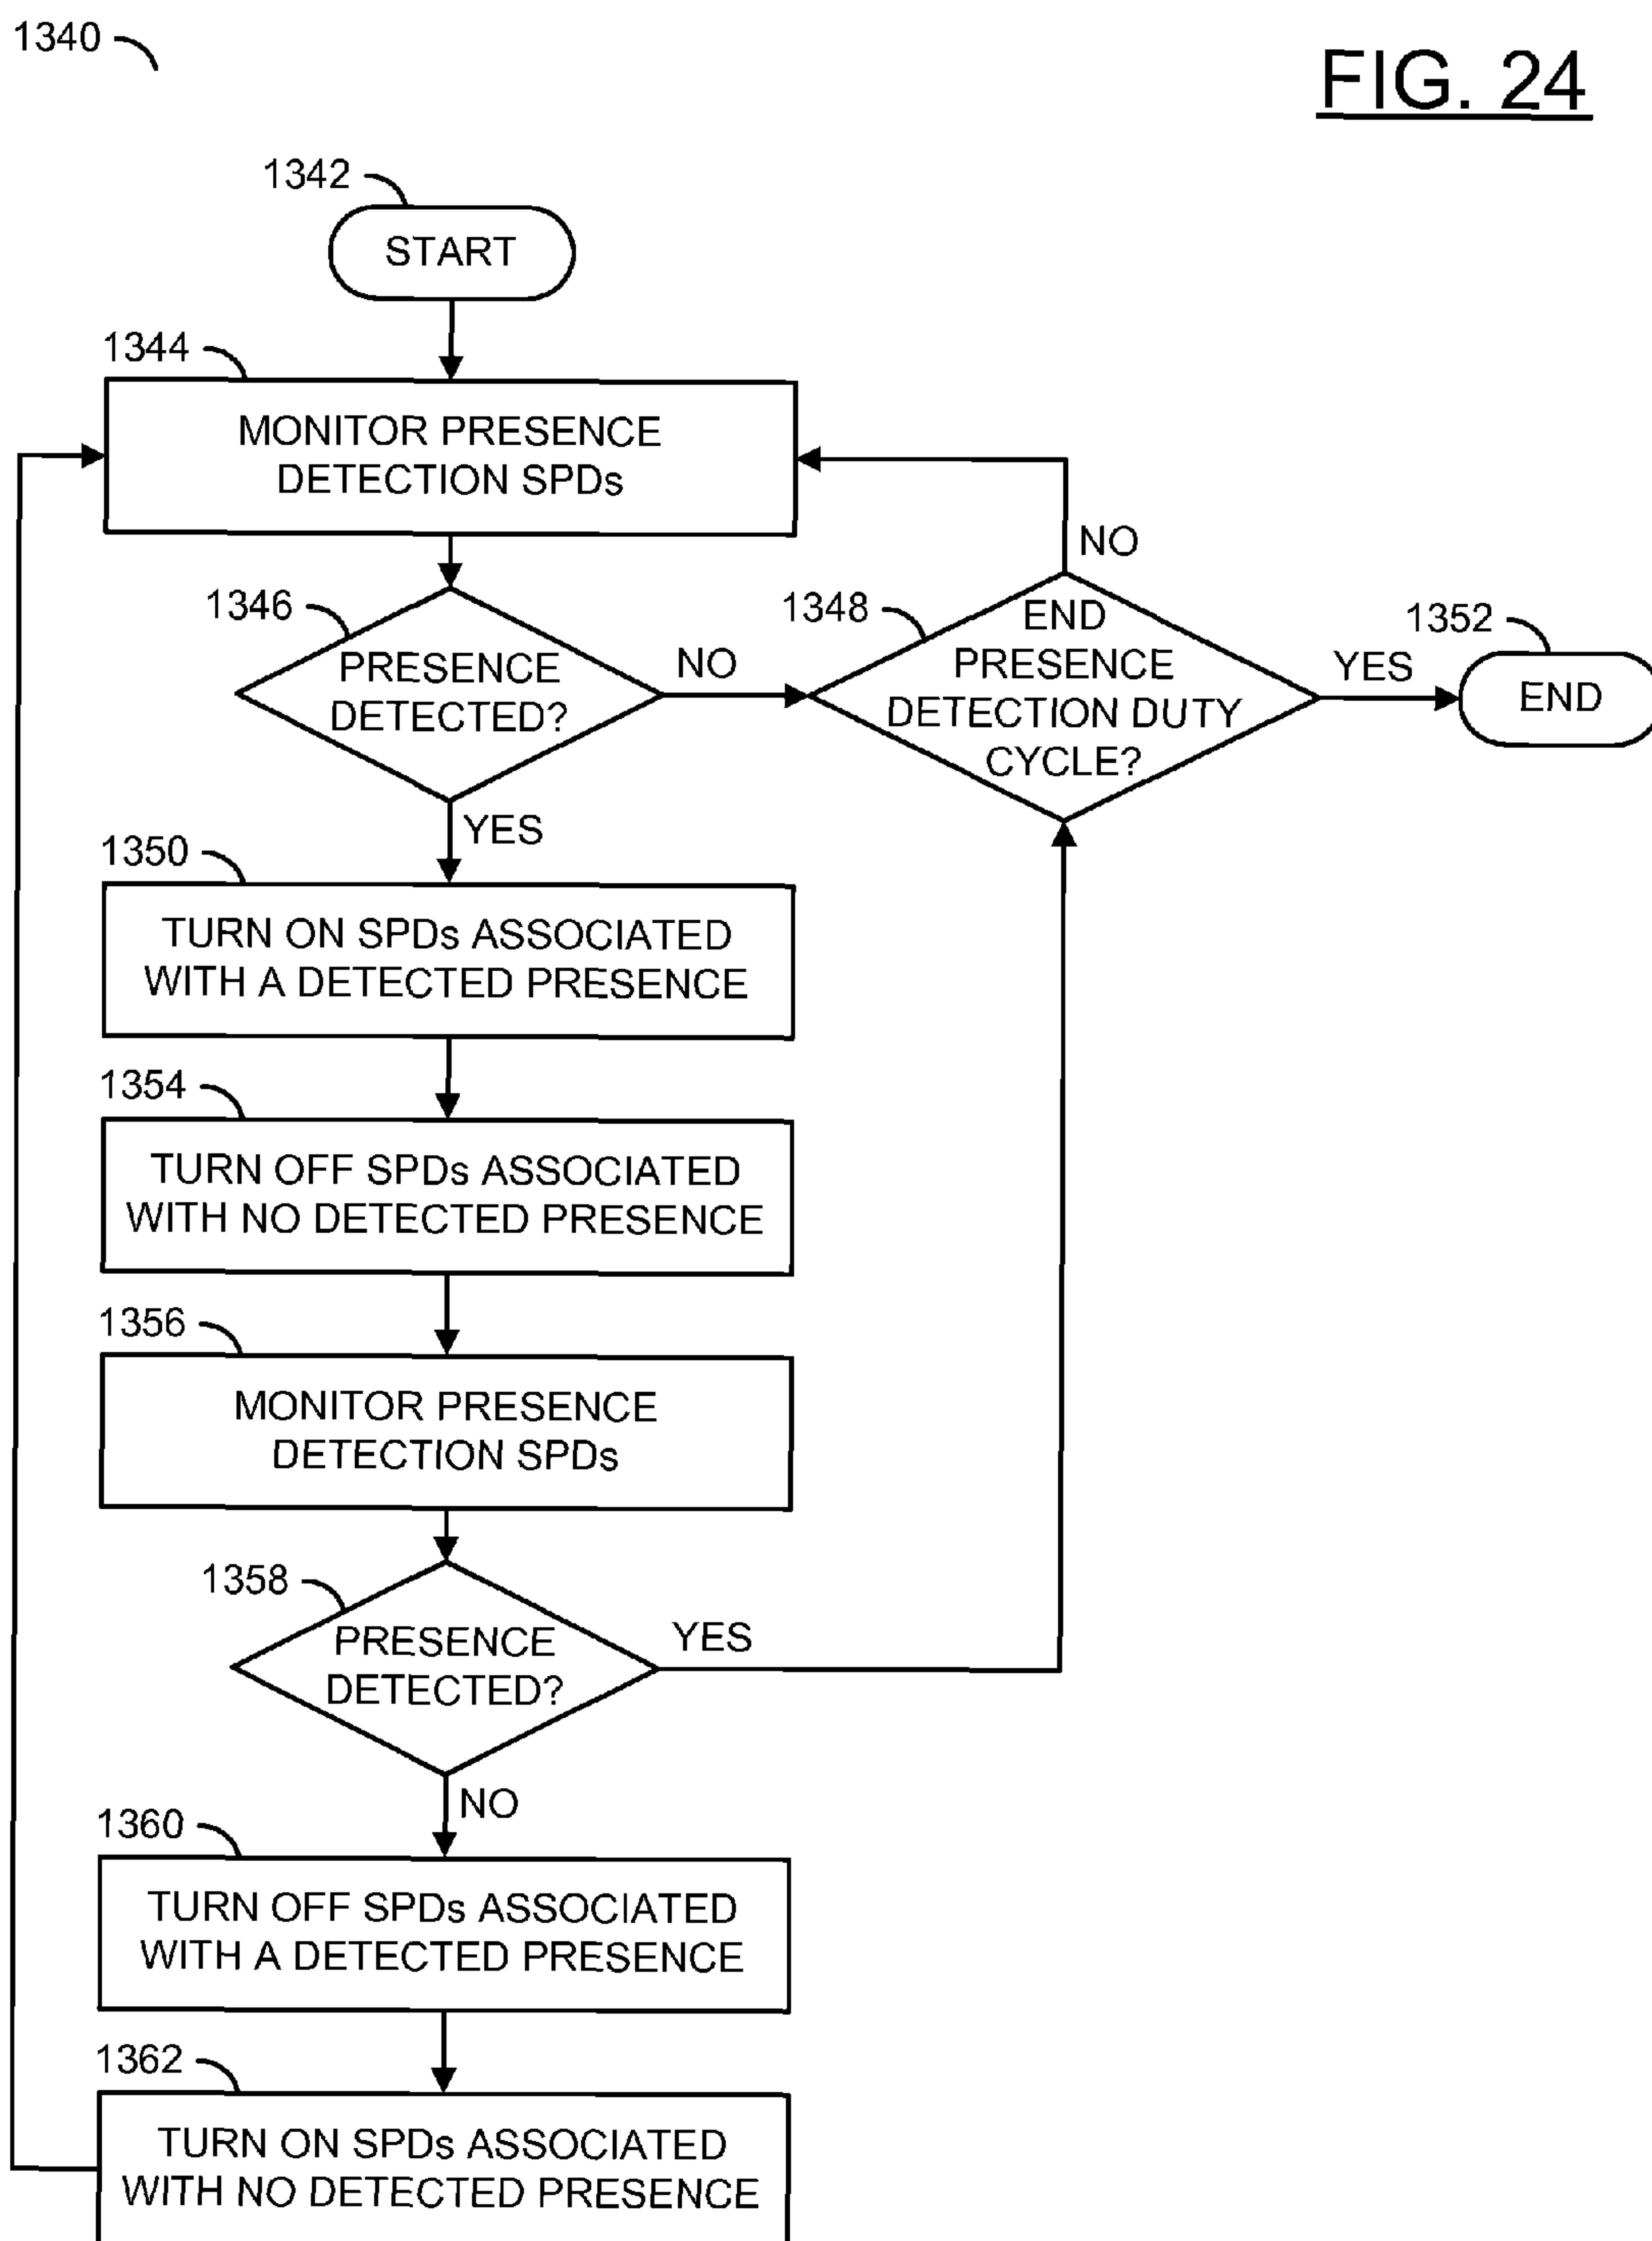 1340
FIG. 24
1342
START
1344
MONITOR PRESENCE
DETECTION SPDs
NO
1346
PRESENCE
DETECTED?
NO
1348
END
PRESENCE
DETECTION DUTY
CYCLE?
YES
1352
END
YES
1350
TURN ON SPDs ASSOCIATED
WITH A DETECTED PRESENCE
1354
TURN OFF SPDs ASSOCIATED
WITH NO DETECTED PRESENCE
1356
MONITOR PRESENCE
DETECTION SPDs
1358
PRESENCE
DETECTED?
YES
NO
1360
TURN OFF SPDs ASSOCIATED
WITH A DETECTED PRESENCE
1362
TURN ON SPDs ASSOCIATED
WITH NO DETECTED PRESENCE